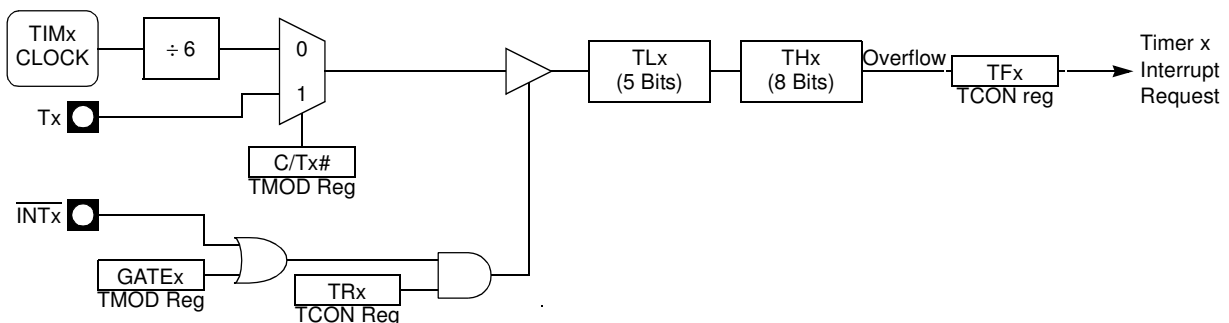 TIMx
CLOCK
÷ 6
0
1
Tx
C/Tx#
TMOD Reg
TLx
(5 Bits)
THx
(8 Bits)
Overflow
TFx
TCON reg
Timer x
Interrupt
Request
INTx
GATEx
TMOD Reg
TRx
TCON Reg